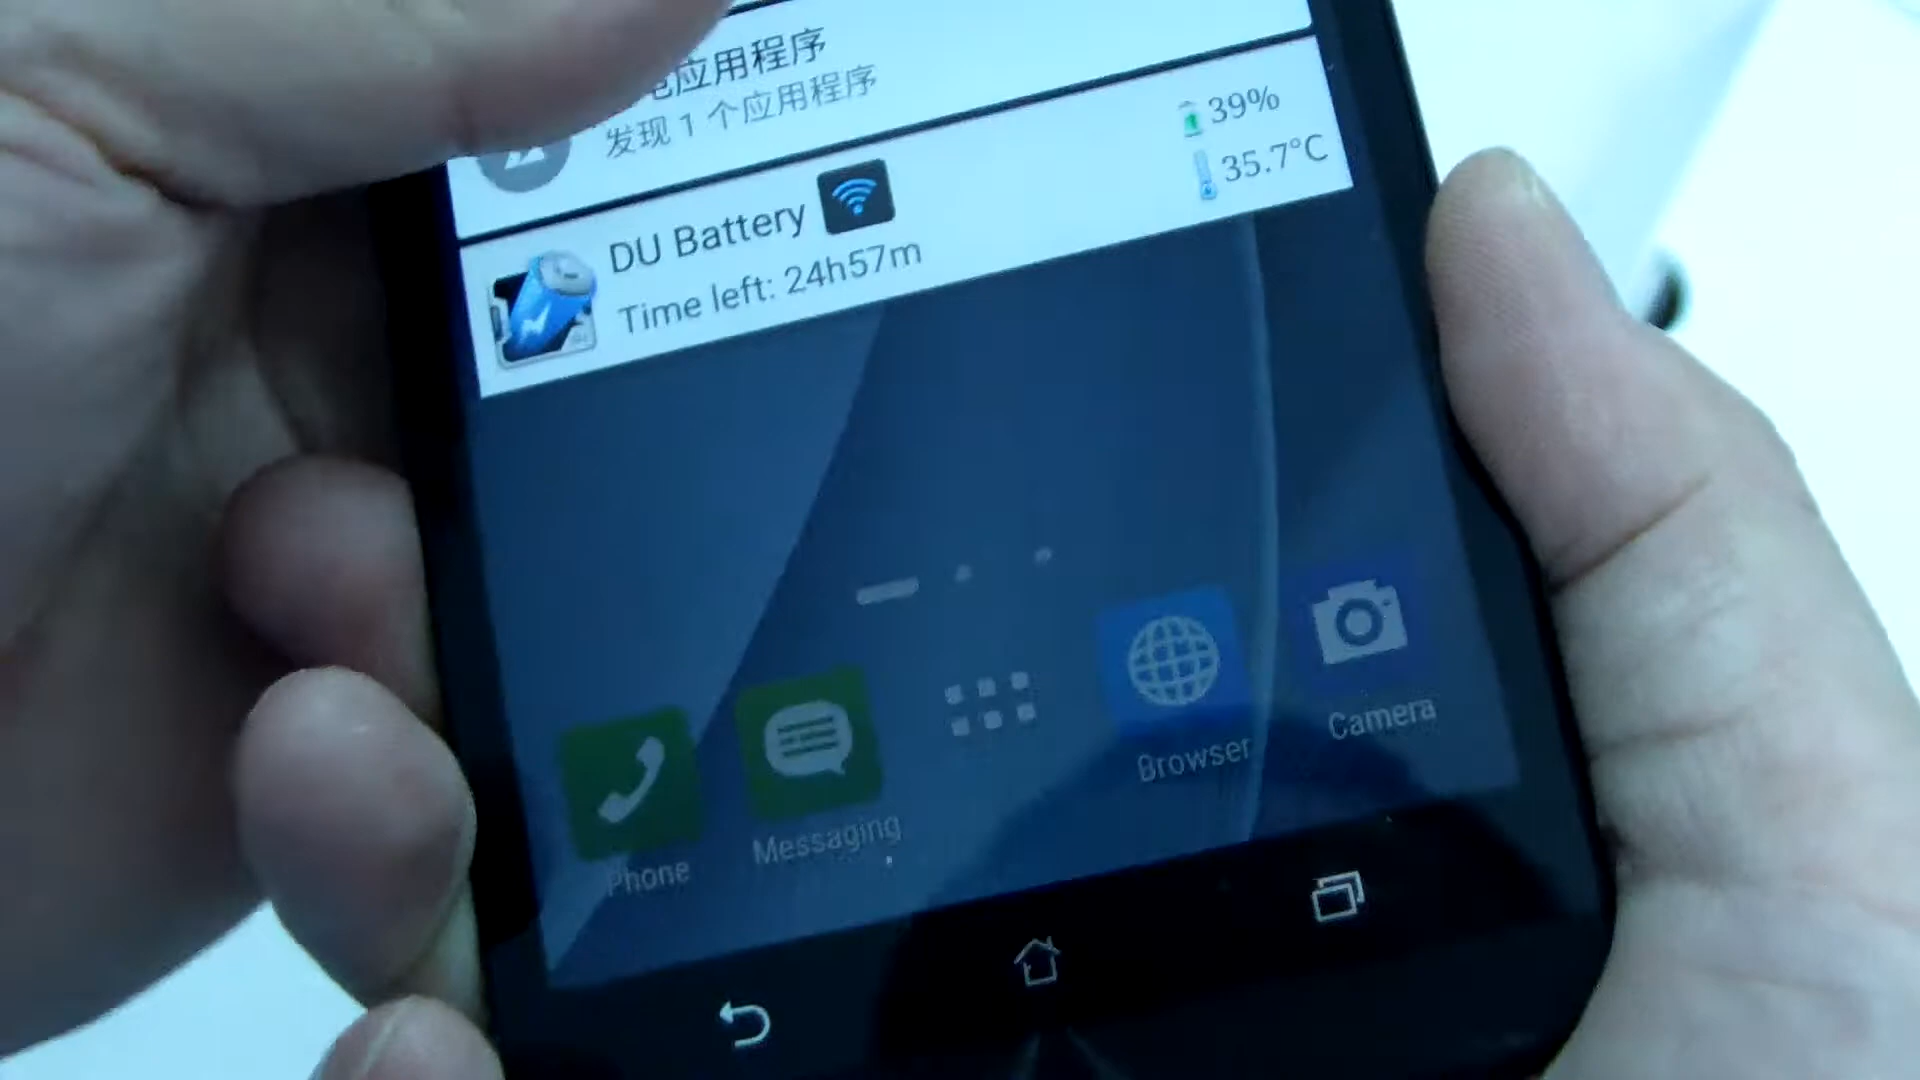 应用程序
发现 1 个应用程序
39%
35.7°C
DU Battery
Time left: 24h57m
Phone
Messaging
Browser
Camera